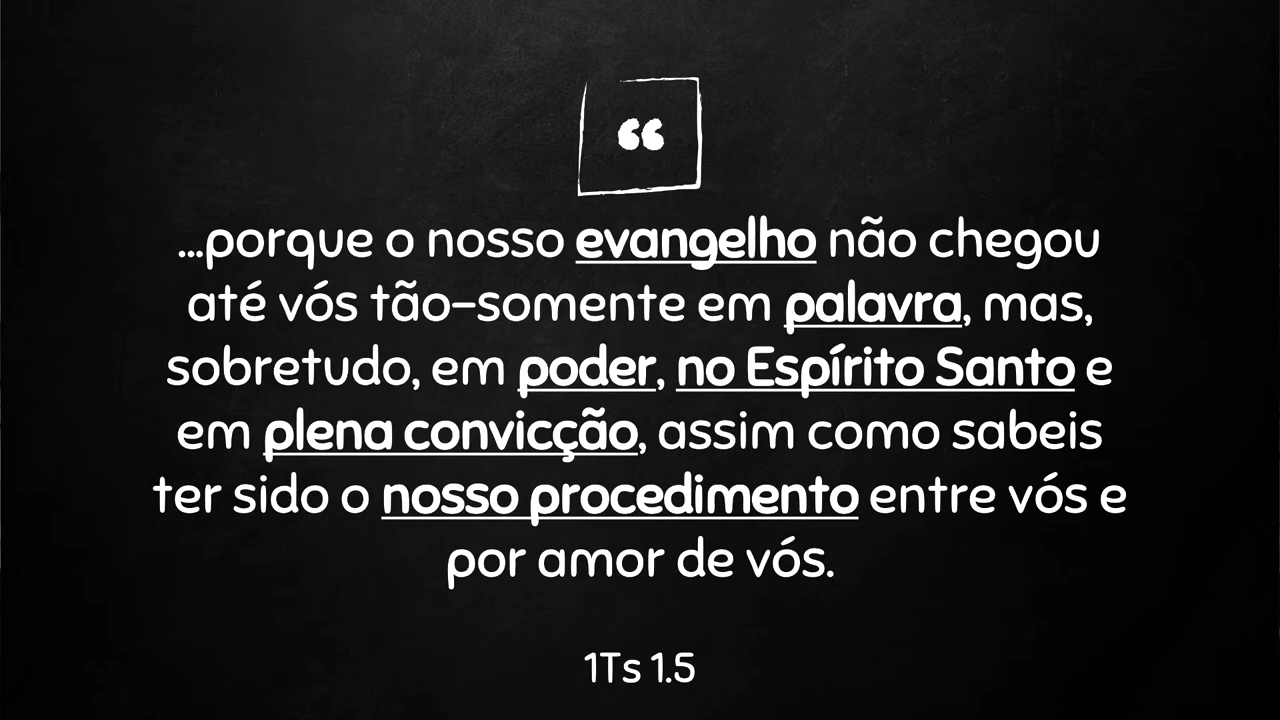 “
...porque o nosso evangelho não chegou
até vós tão-somente em palavra, mas,
sobretudo, em poder, no Espírito Santo e
em plena convicção, assim como sabeis
ter sido o nosso procedimento entre vós e
por amor de vós.
1Ts 1.5